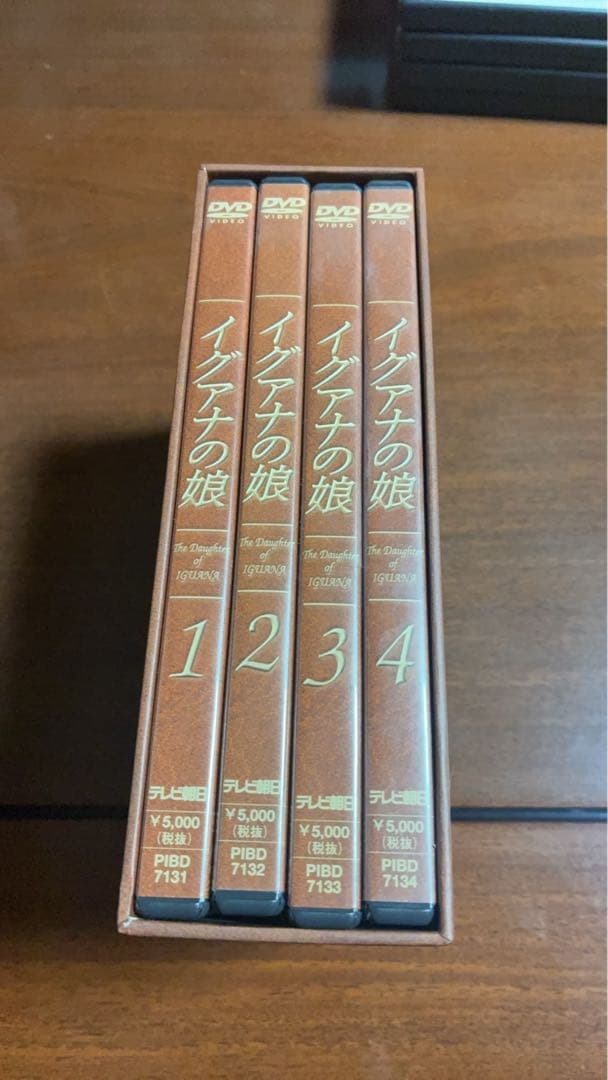 DVD
VIDEO
イグアナの娘
The Daughter
of
IGUANA
1
テレビ朝日
￥5,000
(税抜)
PIBD
7131
DVD
VIDEO
イグアナの娘
The Daughter
of
IGUANA
2
テレビ朝日
￥5,000
(税抜)
PIBD
7132
DVD
VIDEO
イグアナの娘
The Daughter
of
IGUANA
3
テレビ朝日
￥5,000
(税抜)
PIBD
7133
DVD
VIDEO
イグアナの娘
The Daughter
of
IGUANA
4
テレビ朝日
￥5,000
(税抜)
PIBD
7134